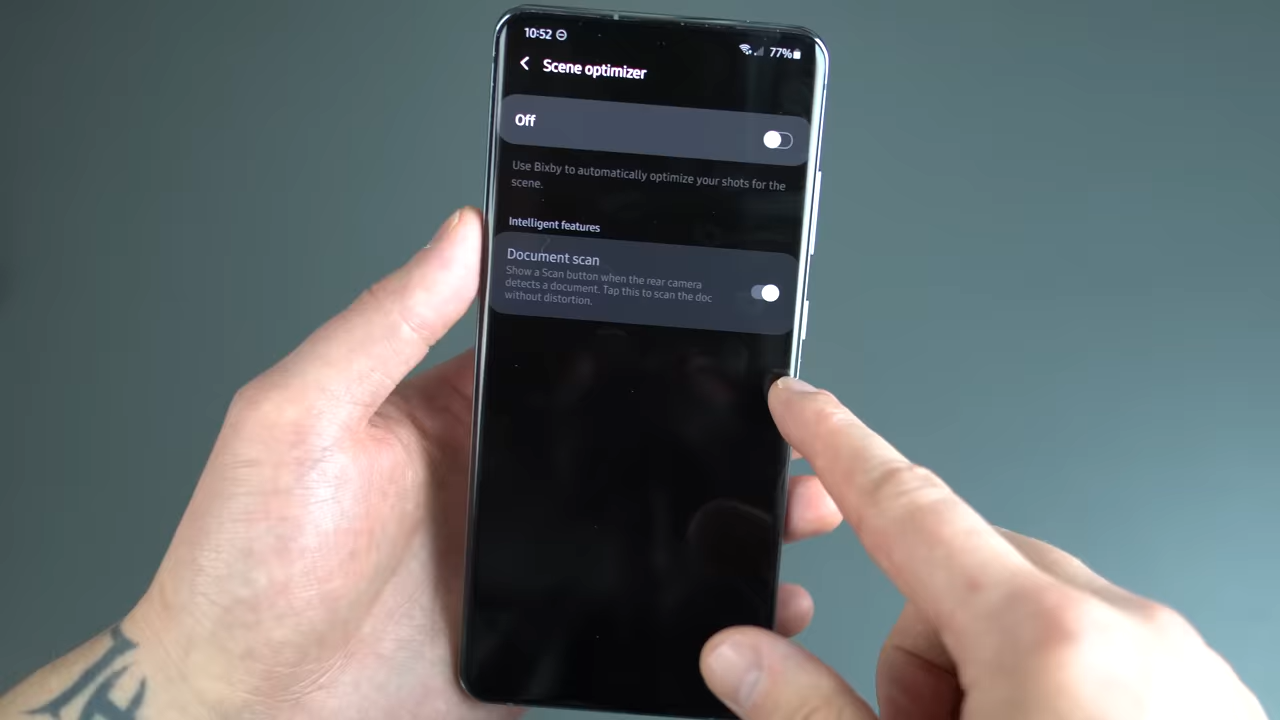 10:52
77%
Scene optimizer
Off
Use Bixby to automatically optimize your shots for the
scene.
Intelligent features
Document scan
Show a Scan button when the rear camera
detects a document. Tap this to scan the doc
without distortion.